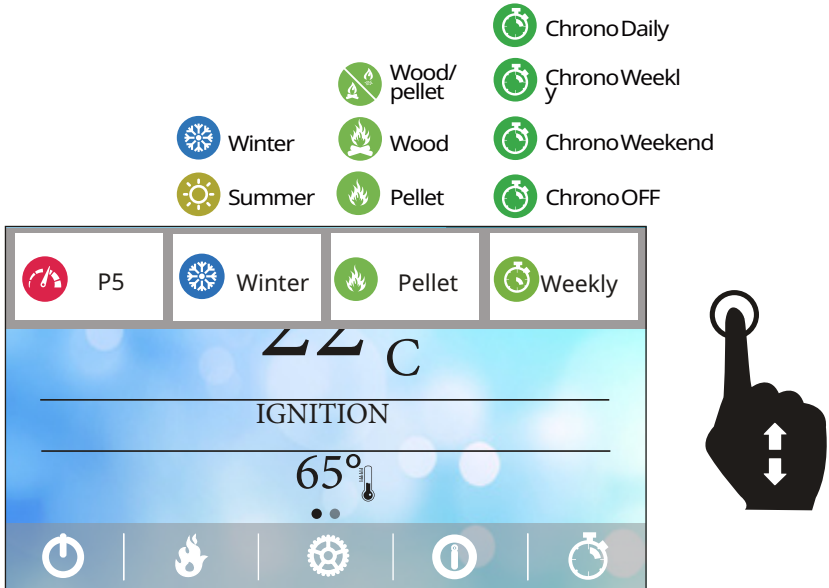 Chrono Daily
Wood/
pellet
Chrono Weekl
y
Winter
Wood
Chrono Weekend
Summer
Pellet
Chrono OFF
P5
Winter
Pellet
Weekly
22 C
IGNITION
65°